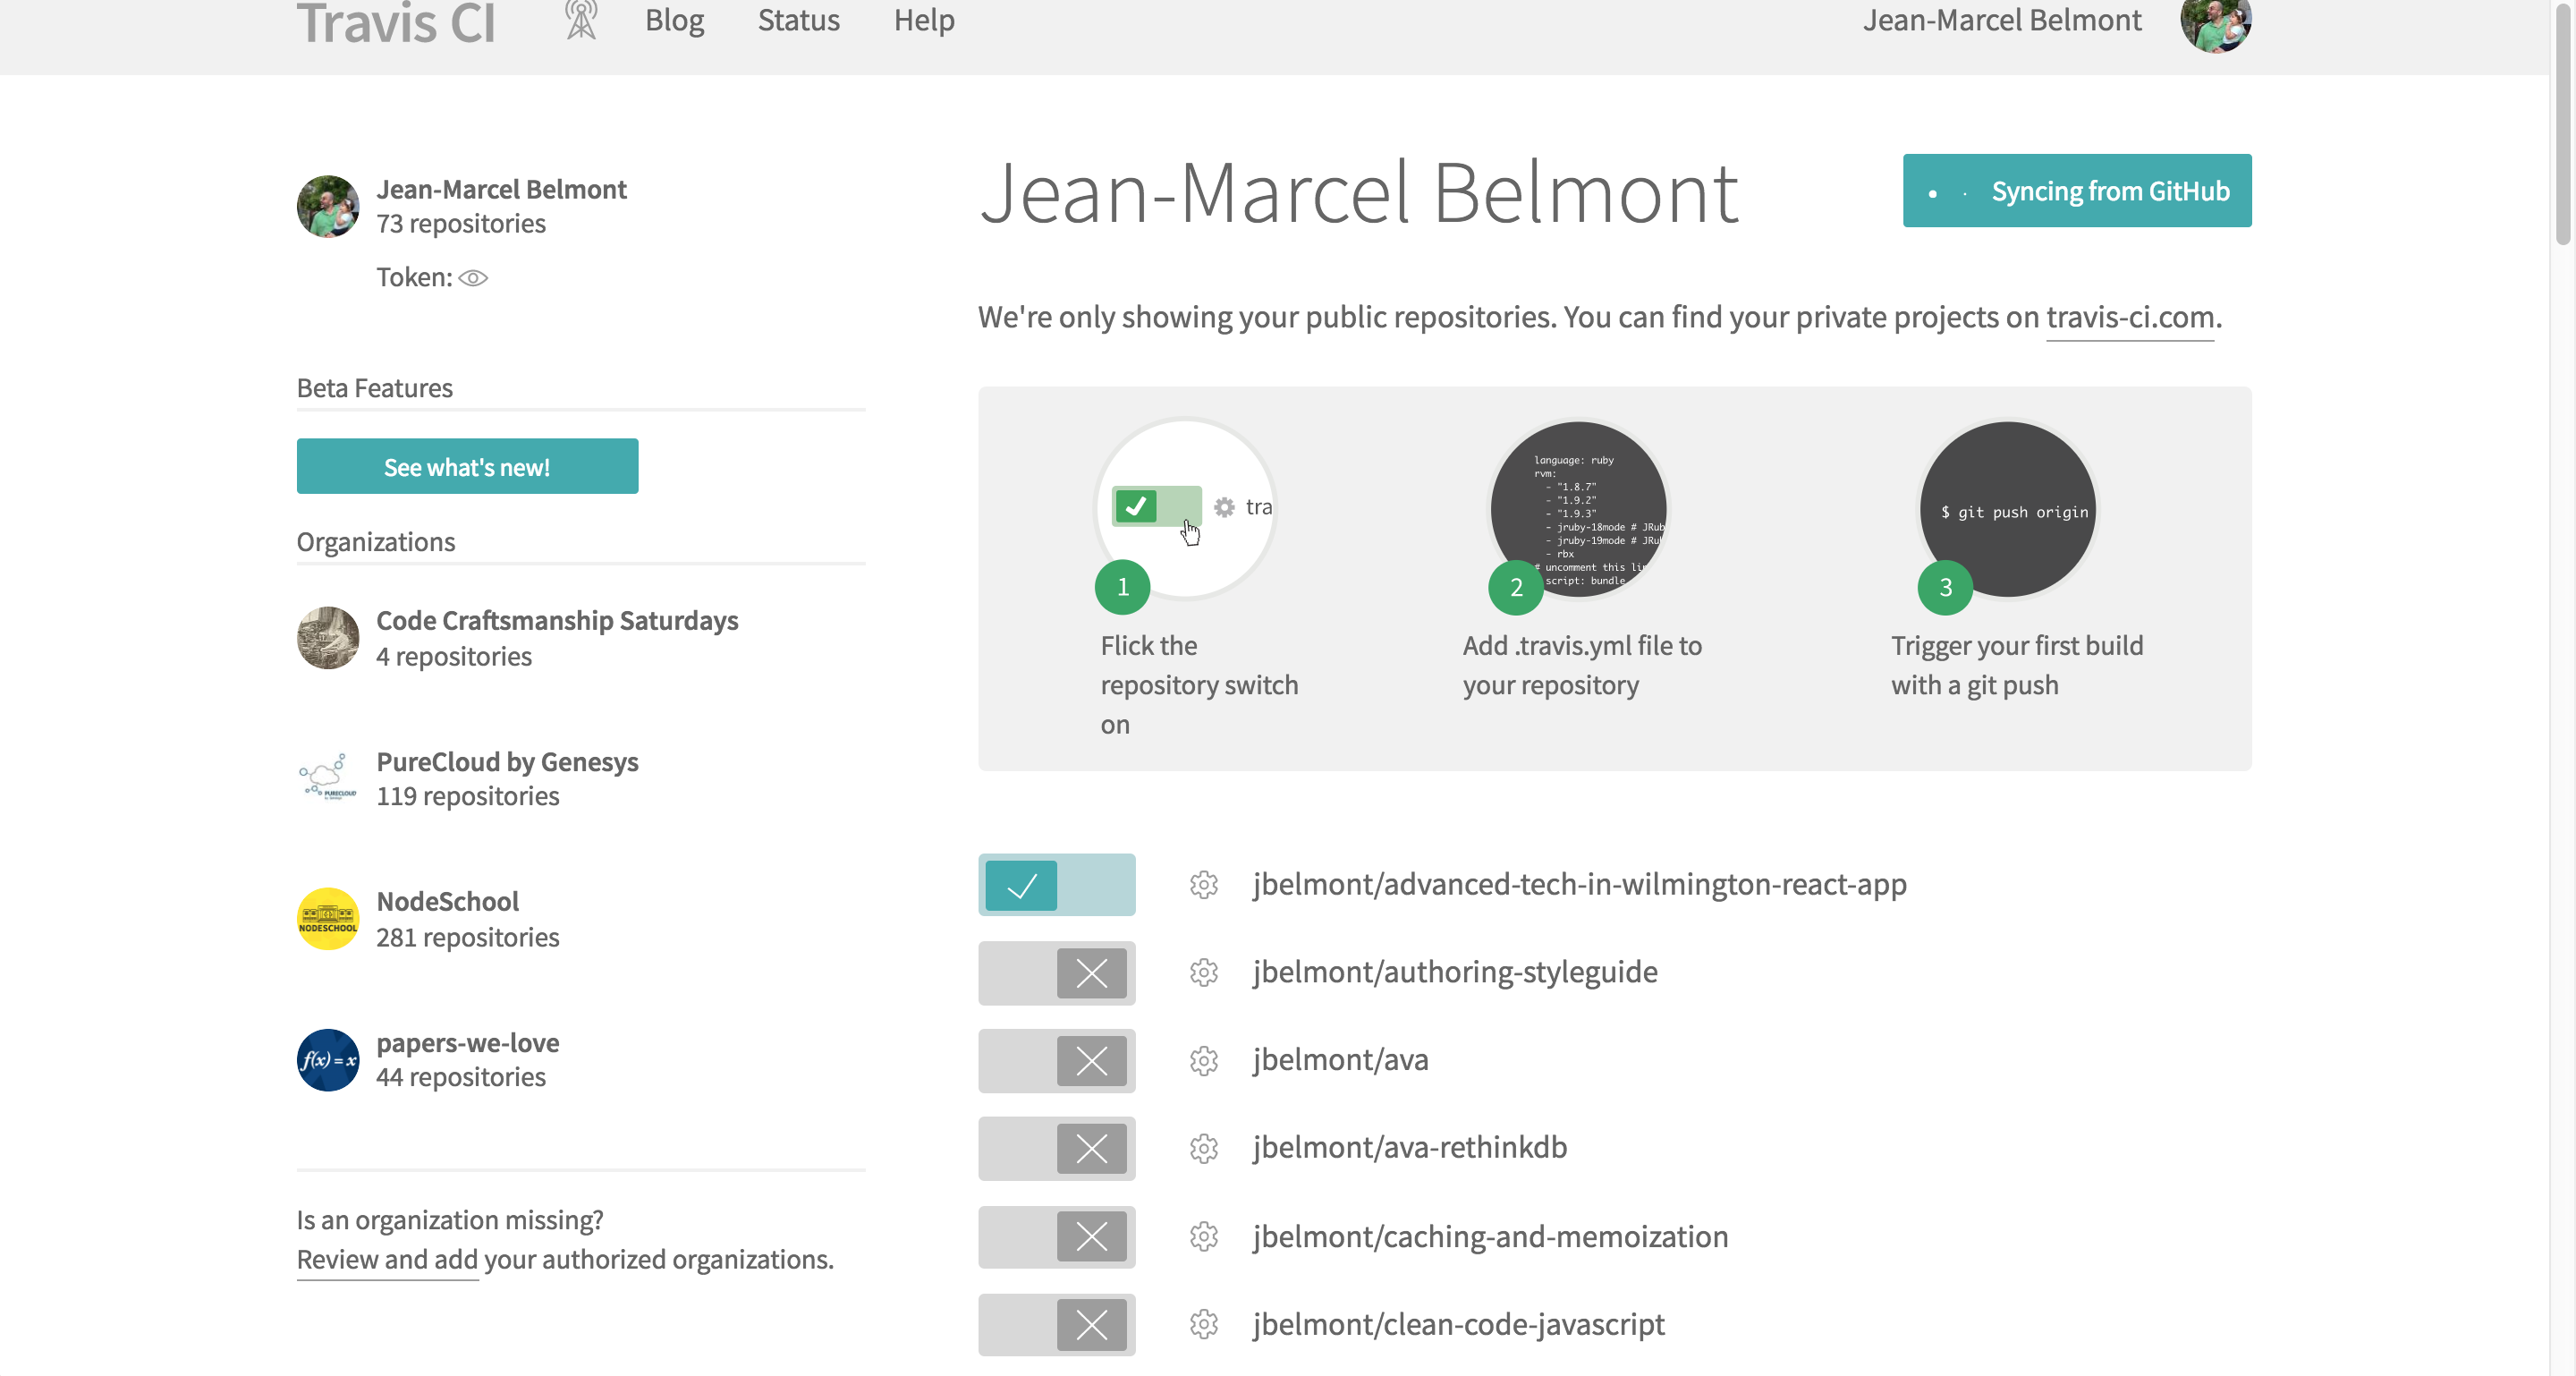 Travis CI
Blog
Status
Help
Jean-Marcel Belmont
Jean-Marcel Belmont
73 repositories
Token:
Beta Features
See what's new!
Organizations
Code Craftsmanship Saturdays
4 repositories
PURECLOUD
PureCloud by Genesys
119 repositories
NODESCHOOL
NodeSchool
281 repositories
f(x) = x
papers-we-love
44 repositories
Is an organization missing?
Review and add your authorized organizations.
Jean-Marcel Belmont
Syncing from GitHub
We're only showing your public repositories. You can find your private projects on travis-ci.com.
tra
1
Flick the
repository switch
on
language: ruby
rvm:
- "1.8.7"
- "1.9.2"
- "1.9.3"
- jruby-18mode # JRub
- jruby-19mode # JRu
- rbx
# uncomment this li
script: bundle
2
Add .travis.yml file to
your repository
$ git push origin
3
Trigger your first build
with a git push
jbelmont/advanced-tech-in-wilmington-react-app
jbelmont/authoring-styleguide
jbelmont/ava
jbelmont/ava-rethinkdb
jbelmont/caching-and-memoization
jbelmont/clean-code-javascript